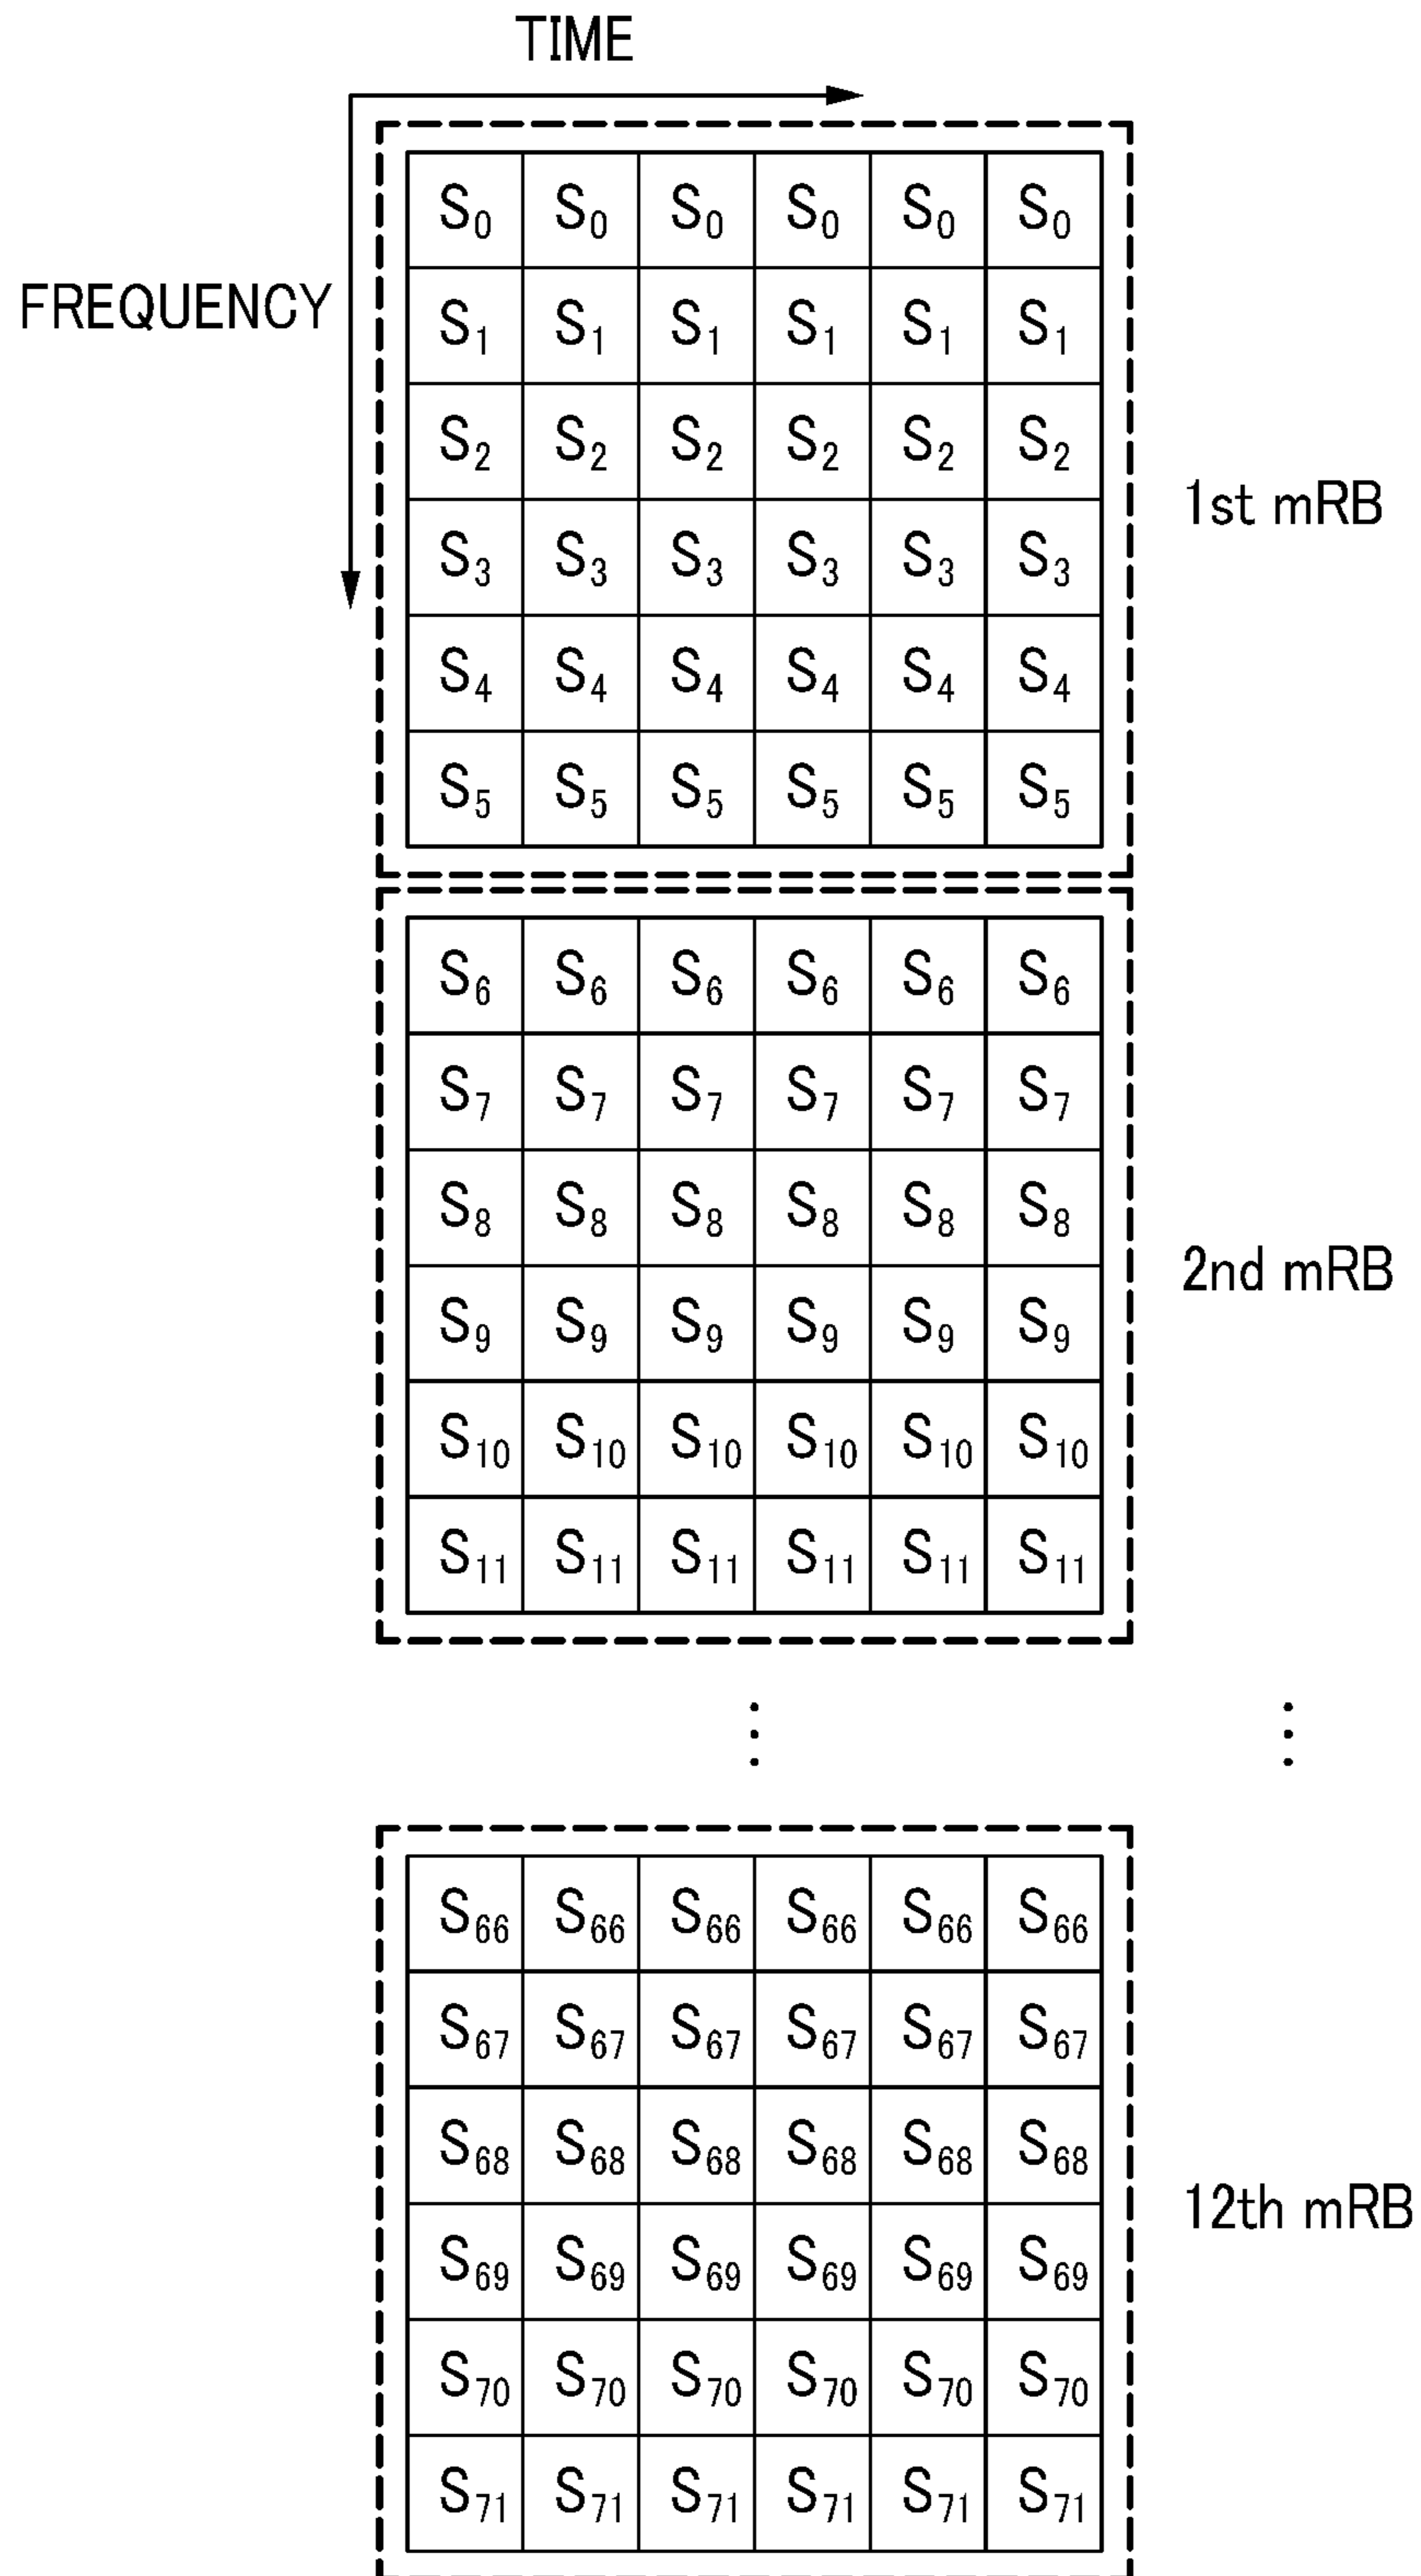 TIME
FREQUENCY
S0 S0 S0 S0 S0 S0
S1 S1 S1 S1 S1 S1
S2 S2 S2 S2 S2 S2
S3 S3 S3 S3 S3 S3
S4 S4 S4 S4 S4 S4
S5 S5 S5 S5 S5 S5
1st mRB
S6 S6 S6 S6 S6 S6
S7 S7 S7 S7 S7 S7
S8 S8 S8 S8 S8 S8
S9 S9 S9 S9 S9 S9
S10 S10 S10 S10 S10 S10
S11 S11 S11 S11 S11 S11
2nd mRB
S66 S66 S66 S66 S66 S66
S67 S67 S67 S67 S67 S67
S68 S68 S68 S68 S68 S68
S69 S69 S69 S69 S69 S69
S70 S70 S70 S70 S70 S70
S71 S71 S71 S71 S71 S71
12th mRB